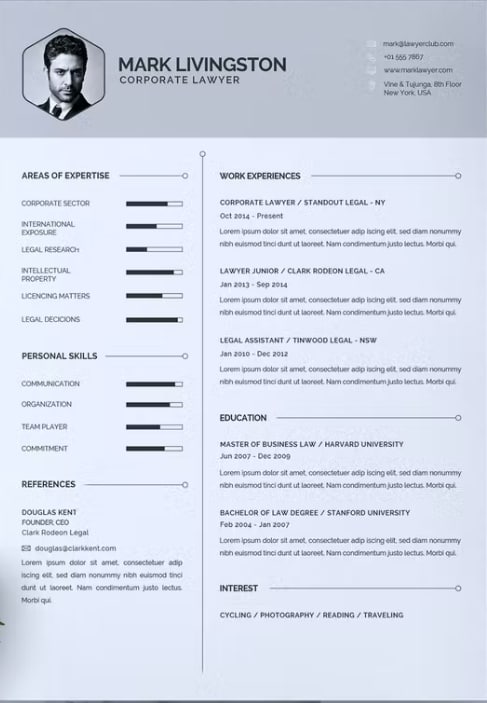 MARK LIVINGSTON
CORPORATE LAWYER
mark@lawyerclub.com
+01 555 7867
www.marklawyer.com
Vine & Tujunga, 8th Floor
New York, USA
AREAS OF EXPERTISE
CORPORATE SECTOR
INTERNATIONAL
EXPOSURE
LEGAL RESEARCH
INTELLECTUAL
PROPERTY
LICENCING MATTERS
LEGAL DECICIONS
PERSONAL SKILLS
COMMUNICATION
ORGANIZATION
TEAM PLAYER
COMMITMENT
REFERENCES
DOUGLAS KENT
FOUNDER, CEO
Clark Rodeon Legal
douglas@clarkkent.com
Lorem ipsum dolor sit amet, consectetuer adip
iscing elit, sed diam nonummy nibh euismod tinci
dunt ut laoreet. Nam condimentum justo lectus.
Morbi qui.
WORK EXPERIENCES
CORPORATE LAWYER / STANDOUT LEGAL - NY
Oct 2014 - Present
Lorem ipsum dolor sit amet, consectetuer adip iscing elit, sed diam nonummy
nibh euismod tinci dunt ut laoreet. Nam condimentum justo lectus. Morbi qui.
LAWYER JUNIOR / CLARK RODEON LEGAL - CA
Jan 2013 - Sep 2014
Lorem ipsum dolor sit amet, consectetuer adip iscing elit, sed diam nonummy
nibh euismod tinci dunt ut laoreet. Nam condimentum justo lectus. Morbi qui.
LEGAL ASSISTANT / TINWOOD LEGAL - NSW
Jan 2010 - Dec 2012
Lorem ipsum dolor sit amet, consectetuer adip iscing elit, sed diam nonummy
nibh euismod tinci dunt ut laoreet. Nam condimentum justo lectus. Morbi qui.
EDUCATION
MASTER OF BUSINESS LAW / HARVARD UNIVERSITY
Jun 2007 - Dec 2009
Lorem ipsum dolor sit amet, consectetuer adip iscing elit, sed diam nonummy
nibh euismod tinci dunt ut laoreet. Nam condimentum justo lectus. Morbi qui.
BACHELOR OF LAW DEGREE / STANFORD UNIVERSITY
Feb 2004 - Jan 2007
Lorem ipsum dolor sit amet, consectetuer adip iscing elit, sed diam nonummy
nibh euismod tinci dunt ut laoreet. Nam condimentum justo lectus. Morbi qui.
INTEREST
CYCLING / PHOTOGRAPHY / READING / TRAVELING